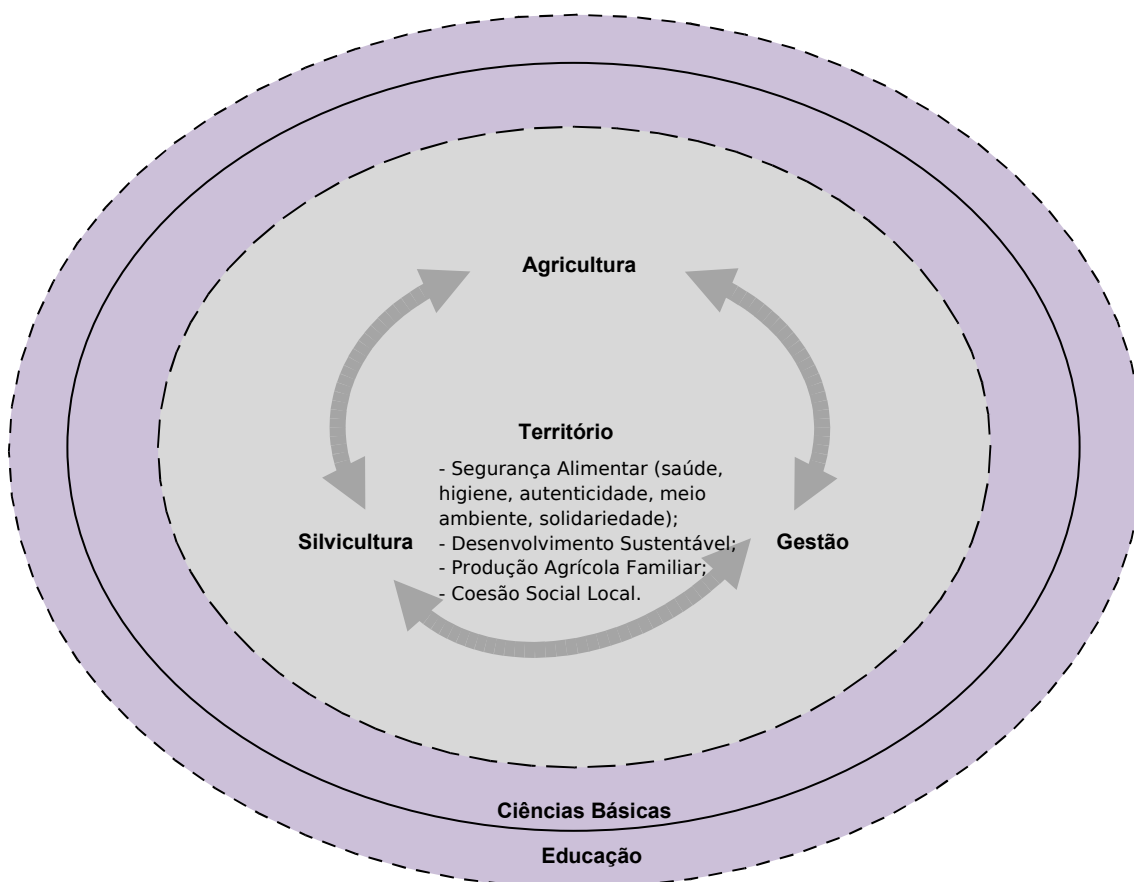 Agricultura
Território
- Segurança Alimentar (saúde,
higiene, autenticidade, meio
ambiente, solidariedade);
- Desenvolvimento Sustentável;
- Produção Agrícola Familiar;
- Coesão Social Local.
Silvicultura
Gestão
Ciências Básicas
Educação